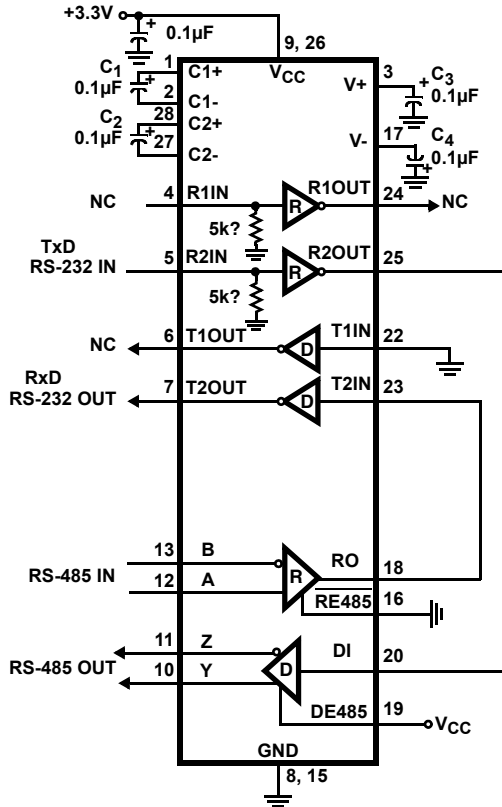 +3.3V
+ 0.1µF
9, 26
VCC
1 C1+
C1 0.1µF +
2 C1-
28 C2+
C2 0.1µF +
27 C2-
V+ 3
+ C3 0.1µF
V- 17
C4 0.1µF +
NC 4 R1IN R R1OUT 24 NC
5k?
TxD
RS-232 IN 5 R2IN R R2OUT 25
5k?
NC 6 T1OUT D T1IN 22
RxD
RS-232 OUT 7 T2OUT D T2IN 23
13 B
RS-485 IN
12 A
R RO 18
RE485 16
11 Z
RS-485 OUT
10 Y
D DI 20
DE485 19 VCC
GND
8, 15